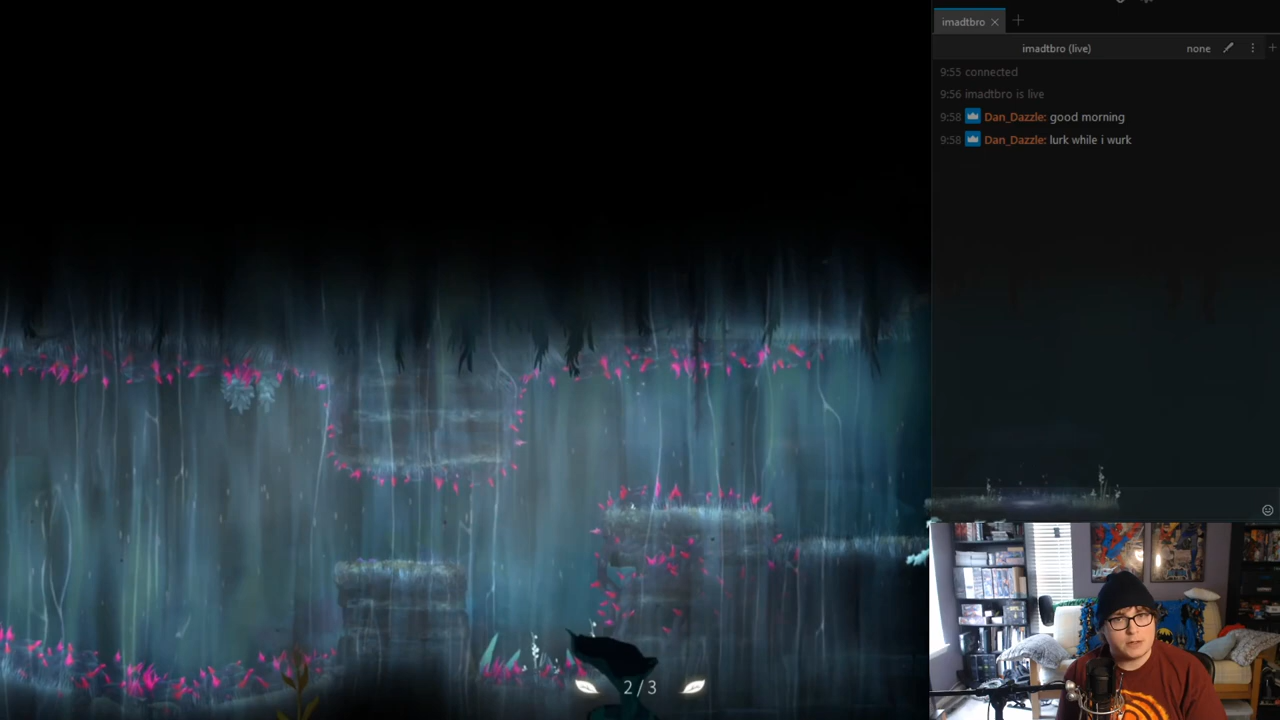 imadtbro
imadtbro (live)
none
9:55 connected
9:56 imadtbro is live
9:58 Dan_Dazzle: good morning
9:58 Dan_Dazzle: lurk while i wurk
2/3